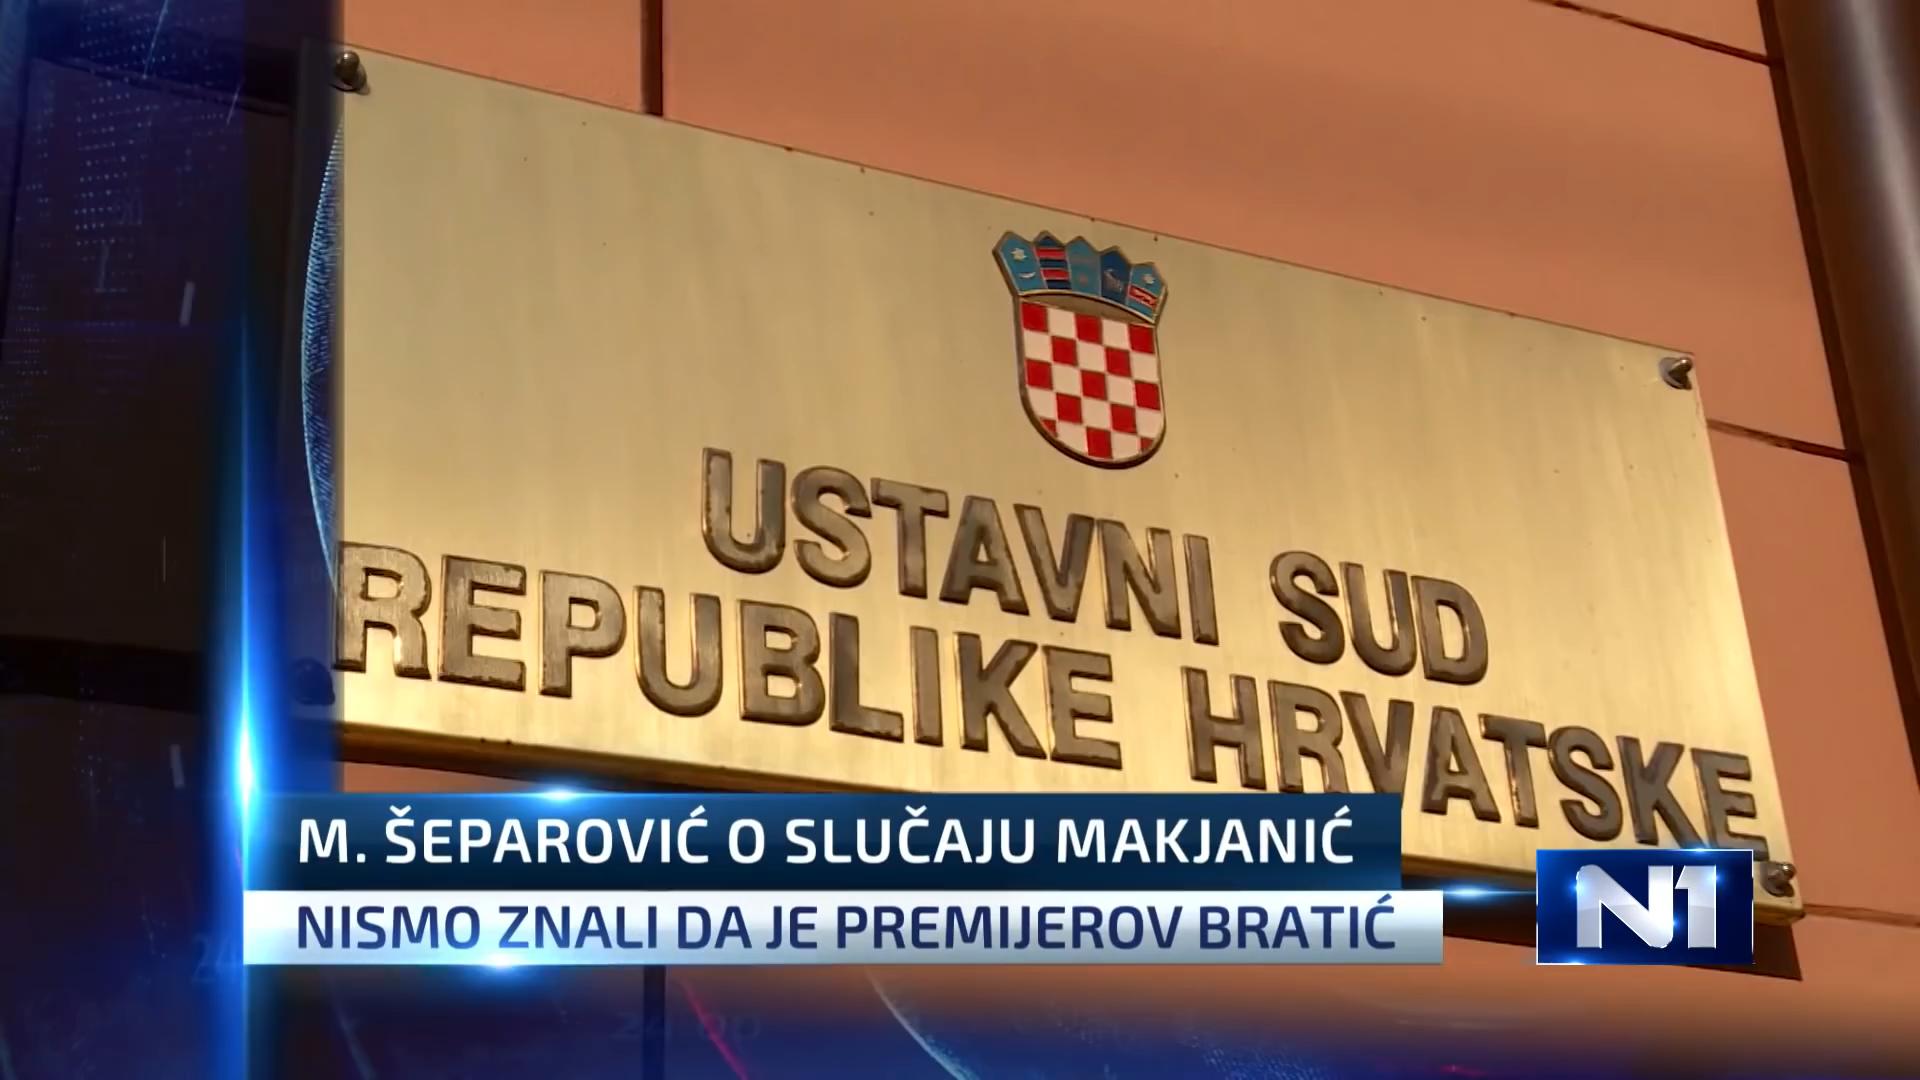 USTAVNI SUD
REPUBLIKE HRVATSKE
M. ŠEPAROVIĆ O SLUČAJU MAKJANIĆ
NISMO ZNALI DA JE PREMIJEROV BRATIĆ
N1